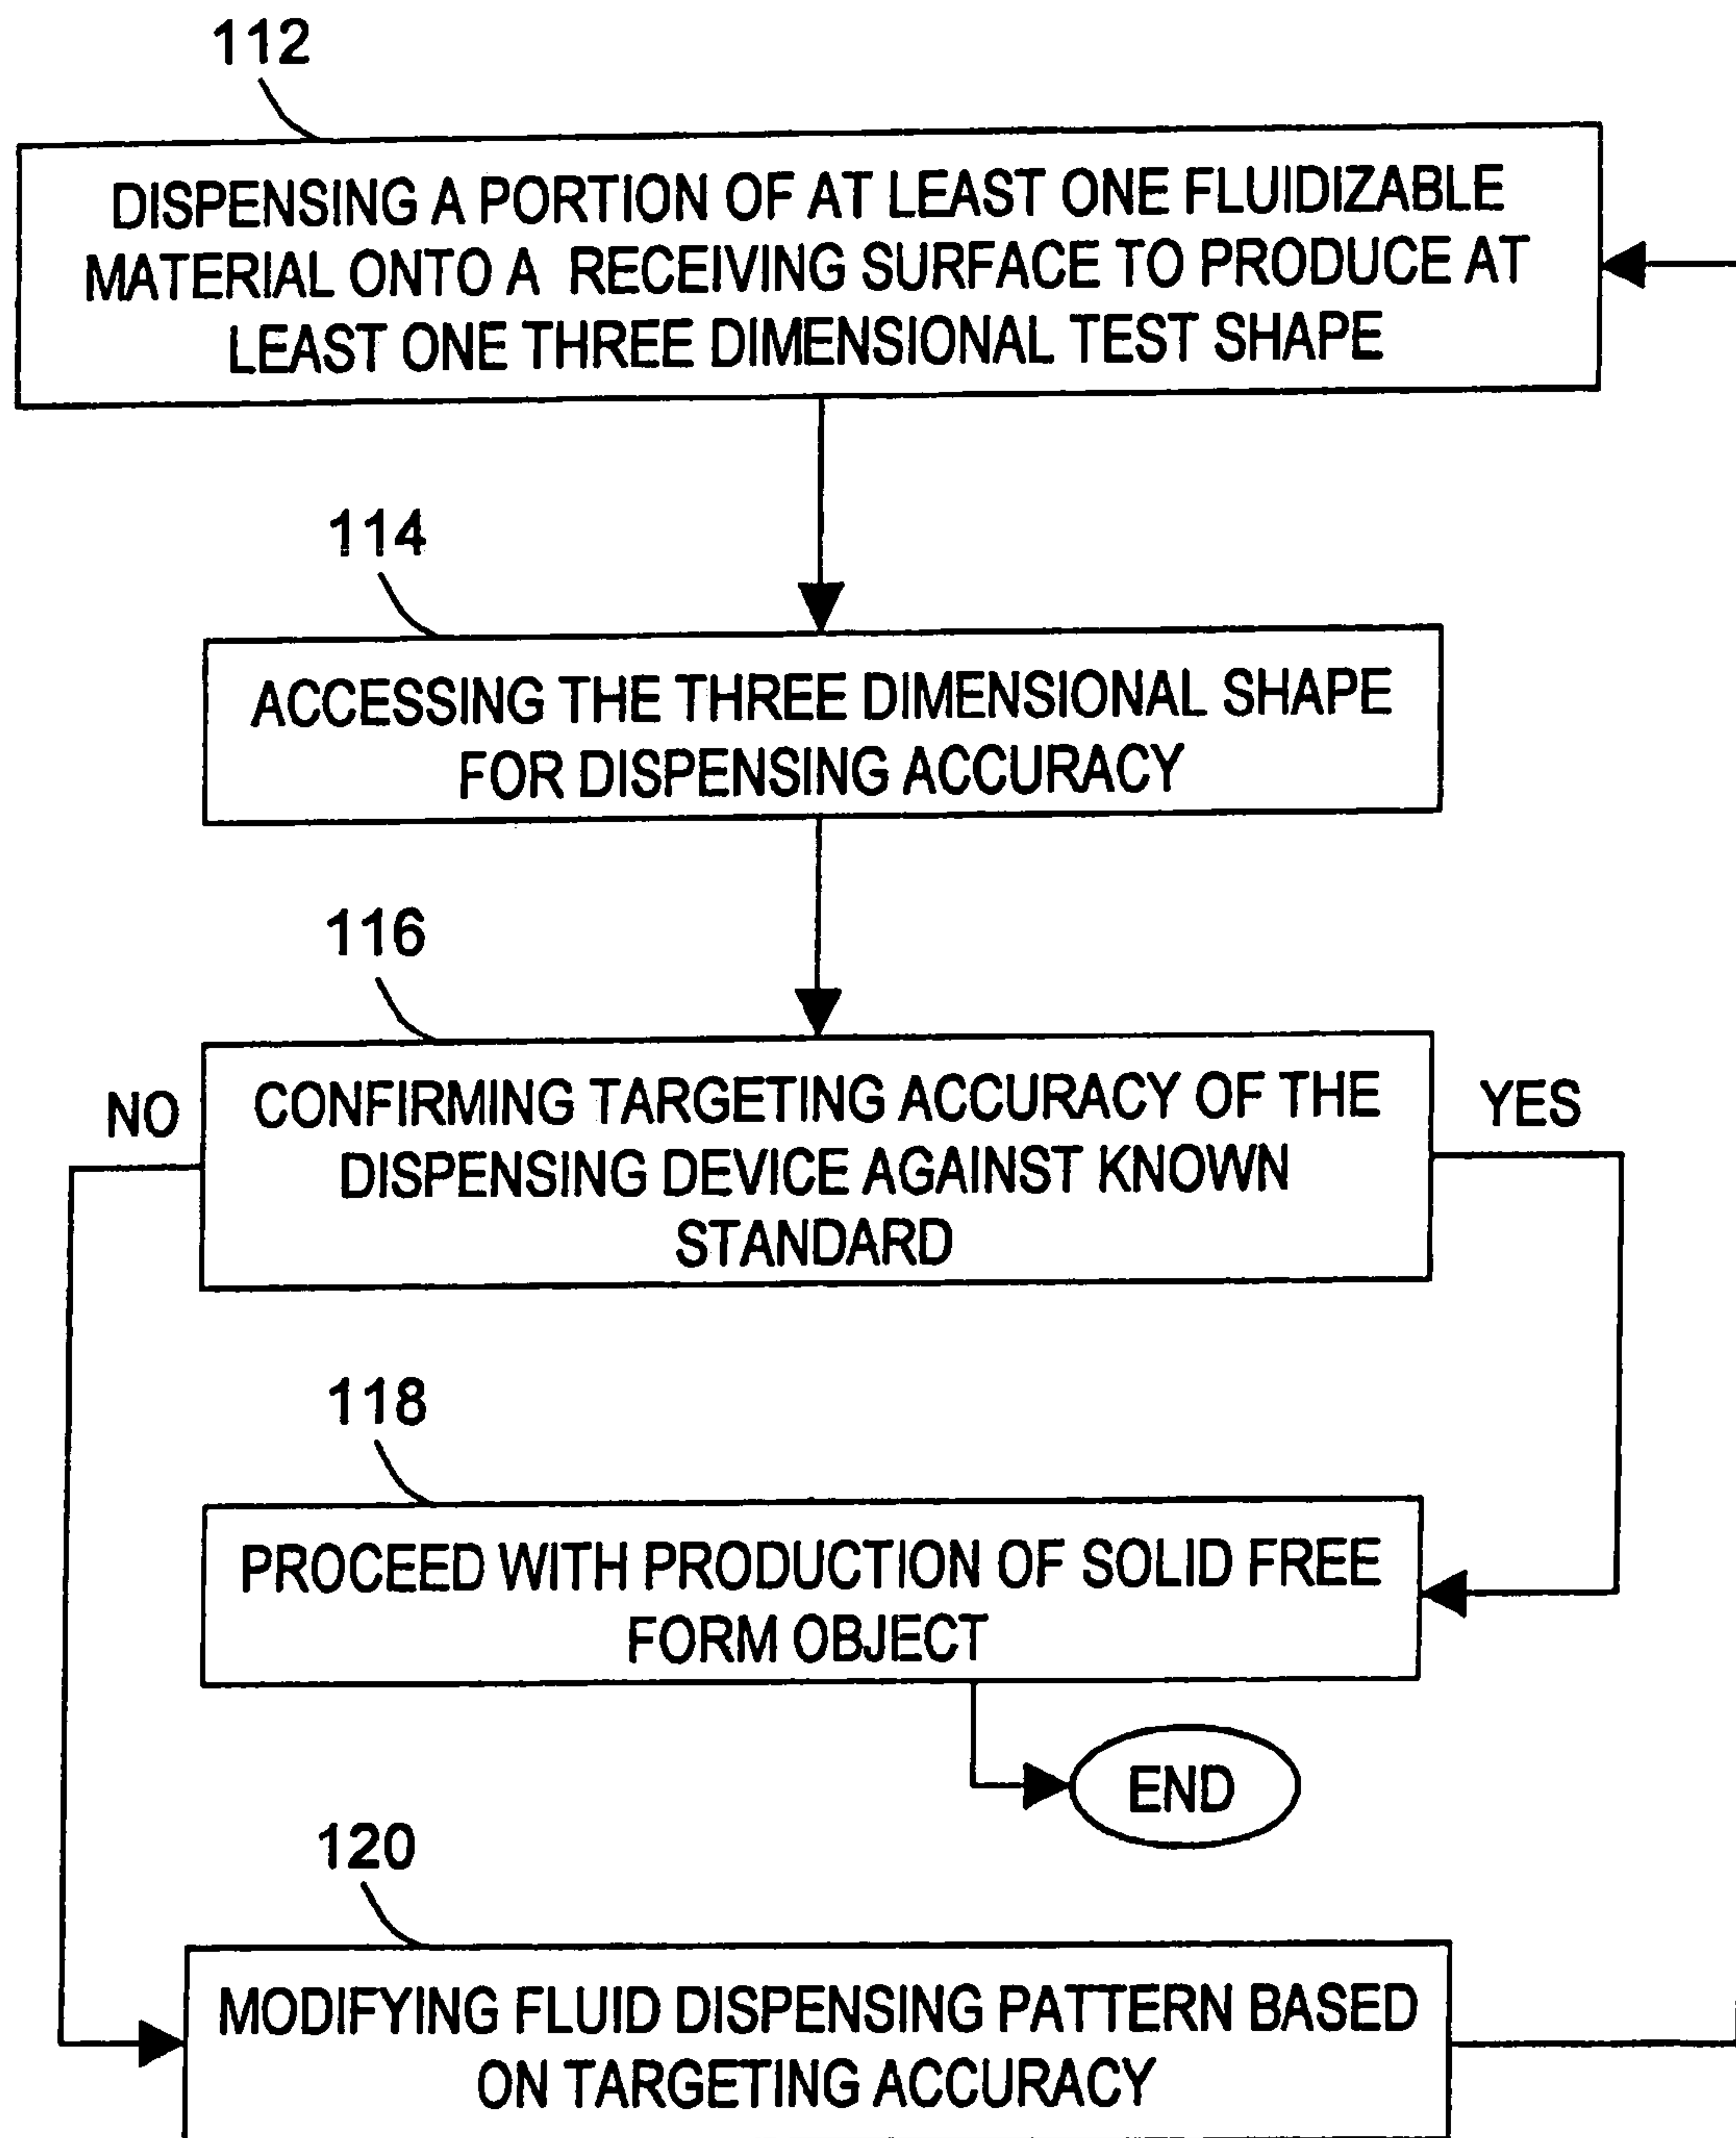 112
DISPENSING A PORTION OF AT LEAST ONE FLUIDIZABLE
MATERIAL ONTO A RECEIVING SURFACE TO PRODUCE AT
LEAST ONE THREE DIMENSIONAL TEST SHAPE
114
ACCESSING THE THREE DIMENSIONAL SHAPE
FOR DISPENSING ACCURACY
116
NO
CONFIRMING TARGETING ACCURACY OF THE
DISPENSING DEVICE AGAINST KNOWN
STANDARD
YES
118
PROCEED WITH PRODUCTION OF SOLID FREE
FORM OBJECT
END
120
MODIFYING FLUID DISPENSING PATTERN BASED
ON TARGETING ACCURACY